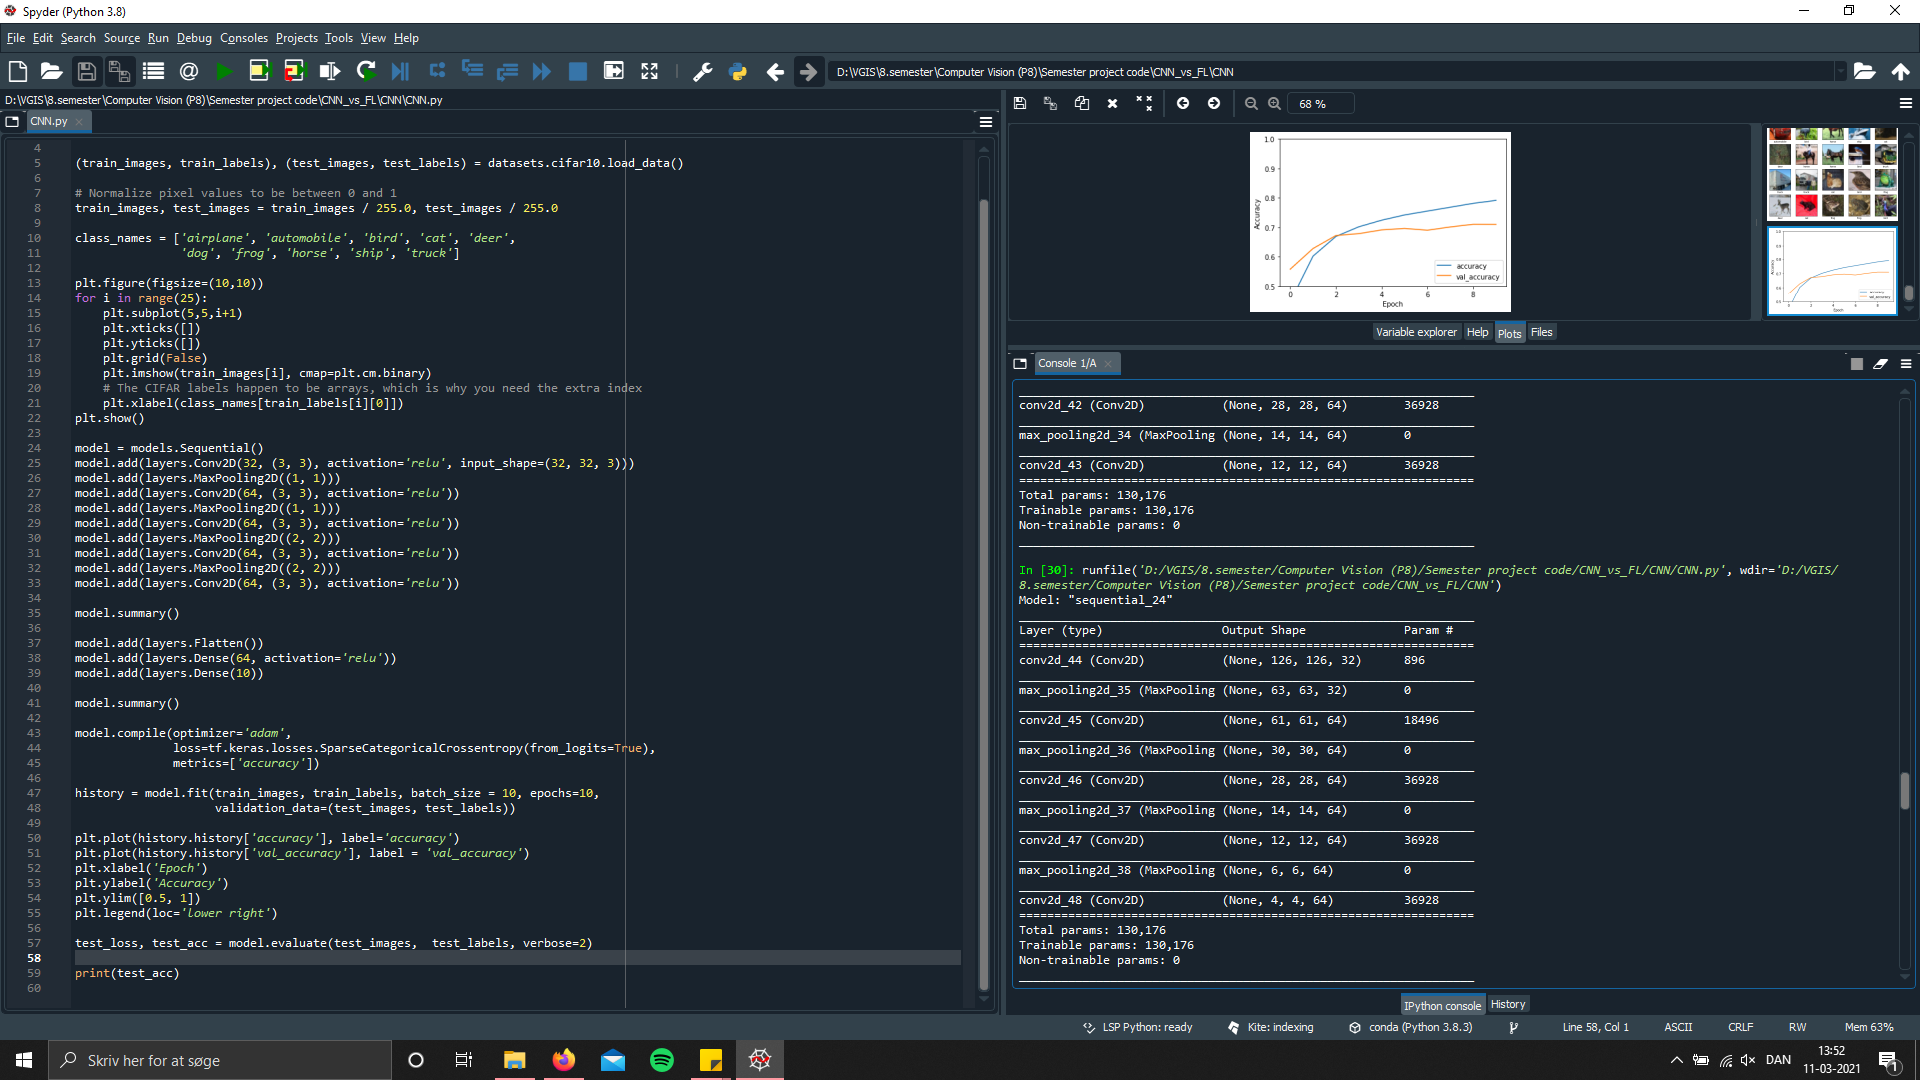 Spyder (Python 3.8)
File Edit Search Source Run Debug Consoles Projects Tools View Help
D:\VGIS\8.semester\Computer Vision (P8)\Semester project code\CNN_vs_FL\CNN
D:\VGIS\8.semester\Computer Vision (P8)\Semester project code\CNN_vs_FL\CNN\CNN.py
CNN.py
4
5 (train_images, train_labels), (test_images, test_labels) = datasets.cifar10.load_data()
6
7 # Normalize pixel values to be between 0 and 1
8 train_images, test_images = train_images / 255.0, test_images / 255.0
9
10 class_names = ['airplane', 'automobile', 'bird', 'cat', 'deer',
11 'dog', 'frog', 'horse', 'ship', 'truck']
12
13 plt.figure(figsize=(10,10))
14 for i in range(25):
15 plt.subplot(5,5,i+1)
16 plt.xticks([])
17 plt.yticks([])
18 plt.grid(False)
19 plt.imshow(train_images[i], cmap=plt.cm.binary)
20 # The CIFAR labels happen to be arrays, which is why you need the extra index
21 plt.xlabel(class_names[train_labels[i][0]])
22 plt.show()
23
24 model = models.Sequential()
25 model.add(layers.Conv2D(32, (3, 3), activation='relu', input_shape=(32, 32, 3)))
26 model.add(layers.MaxPooling2D((1, 1)))
27 model.add(layers.Conv2D(64, (3, 3), activation='relu'))
28 model.add(layers.MaxPooling2D((1, 1)))
29 model.add(layers.Conv2D(64, (3, 3), activation='relu'))
30 model.add(layers.MaxPooling2D((2, 2)))
31 model.add(layers.Conv2D(64, (3, 3), activation='relu'))
32 model.add(layers.MaxPooling2D((2, 2)))
33 model.add(layers.Conv2D(64, (3, 3), activation='relu'))
34
35 model.summary()
36
37 model.add(layers.Flatten())
38 model.add(layers.Dense(64, activation='relu'))
39 model.add(layers.Dense(10))
40
41 model.summary()
42
43 model.compile(optimizer='adam',
44 loss=tf.keras.losses.SparseCategoricalCrossentropy(from_logits=True),
45 metrics=['accuracy'])
46
47 history = model.fit(train_images, train_labels, batch_size = 10, epochs=10,
48 validation_data=(test_images, test_labels))
49
50 plt.plot(history.history['accuracy'], label='accuracy')
51 plt.plot(history.history['val_accuracy'], label = 'val_accuracy')
52 plt.xlabel('Epoch')
53 plt.ylabel('Accuracy')
54 plt.ylim([0.5, 1])
55 plt.legend(loc='lower right')
56
57 test_loss, test_acc = model.evaluate(test_images, test_labels, verbose=2)
58
59 print(test_acc)
60
68 %
1.0
0.9
0.8
0.7
0.6
0.5
Accuracy
accuracy
val_accuracy
0 2 4 6 8
Epoch
Variable explorer Help Plots Files
Console 1/A
conv2d_42 (Conv2D) (None, 28, 28, 64) 36928
max_pooling2d_34 (MaxPooling (None, 14, 14, 64) 0
conv2d_43 (Conv2D) (None, 12, 12, 64) 36928
=================================================================
Total params: 130,176
Trainable params: 130,176
Non-trainable params: 0
In [30]: runfile('D:/VGIS/8.semester/Computer Vision (P8)/Semester project code/CNN_vs_FL/CNN/CNN.py', wdir='D:/VGIS/
8.semester/Computer Vision (P8)/Semester project code/CNN_vs_FL/CNN')
Model: "sequential_24"
Layer (type) Output Shape Param #
=================================================================
conv2d_44 (Conv2D) (None, 126, 126, 32) 896
max_pooling2d_35 (MaxPooling (None, 63, 63, 32) 0
conv2d_45 (Conv2D) (None, 61, 61, 64) 18496
max_pooling2d_36 (MaxPooling (None, 30, 30, 64) 0
conv2d_46 (Conv2D) (None, 28, 28, 64) 36928
max_pooling2d_37 (MaxPooling (None, 14, 14, 64) 0
conv2d_47 (Conv2D) (None, 12, 12, 64) 36928
max_pooling2d_38 (MaxPooling (None, 6, 6, 64) 0
conv2d_48 (Conv2D) (None, 4, 4, 64) 36928
=================================================================
Total params: 130,176
Trainable params: 130,176
Non-trainable params: 0
IPython console History
LSP Python: ready Kite: indexing conda (Python 3.8.3) Line 58, Col 1 ASCII CRLF RW Mem 63%
Skriv her for at søge
DAN
13:52
11-03-2021
1